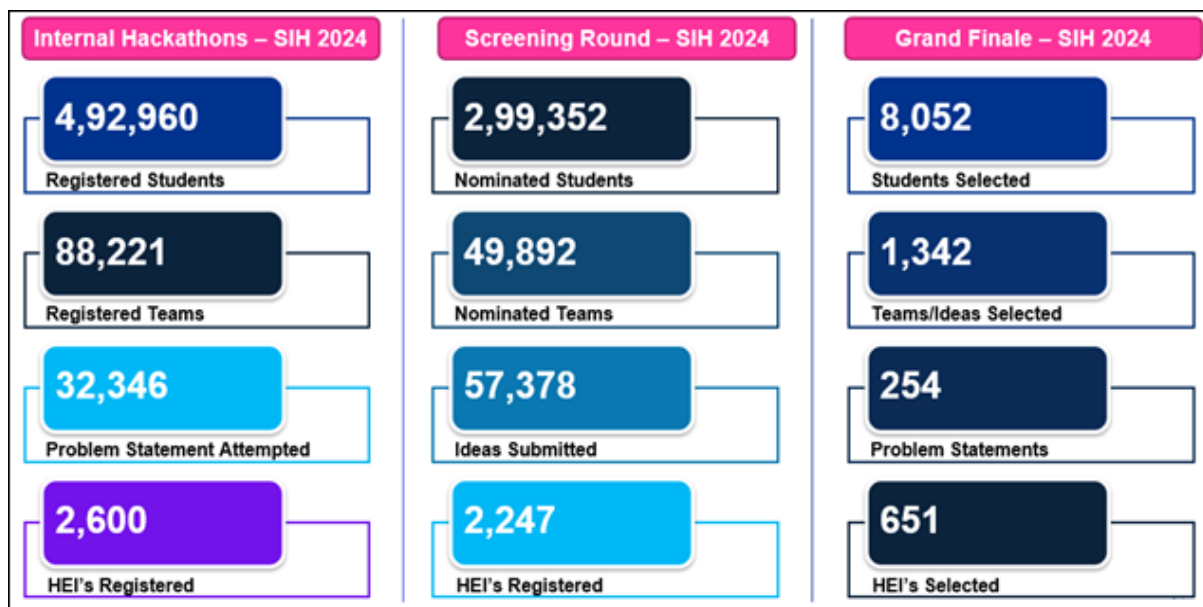 Internal Hackathons – SIH 2024
4,92,960
Registered Students
88,221
Registered Teams
32,346
Problem Statement Attempted
2,600
HEI's Registered
Screening Round – SIH 2024
2,99,352
Nominated Students
49,892
Nominated Teams
57,378
Ideas Submitted
2,247
HEI's Registered
Grand Finale – SIH 2024
8,052
Students Selected
1,342
Teams/Ideas Selected
254
Problem Statements
651
HEI's Selected